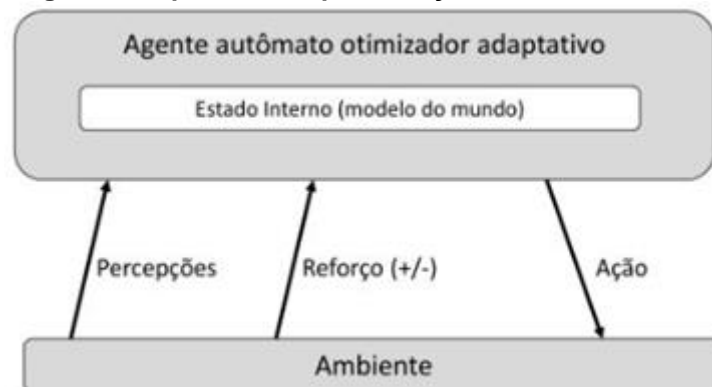 Agente autômato otimizador adaptativo
Estado Interno (modelo do mundo)
Percepções
Reforço (+/-)
Ação
Ambiente